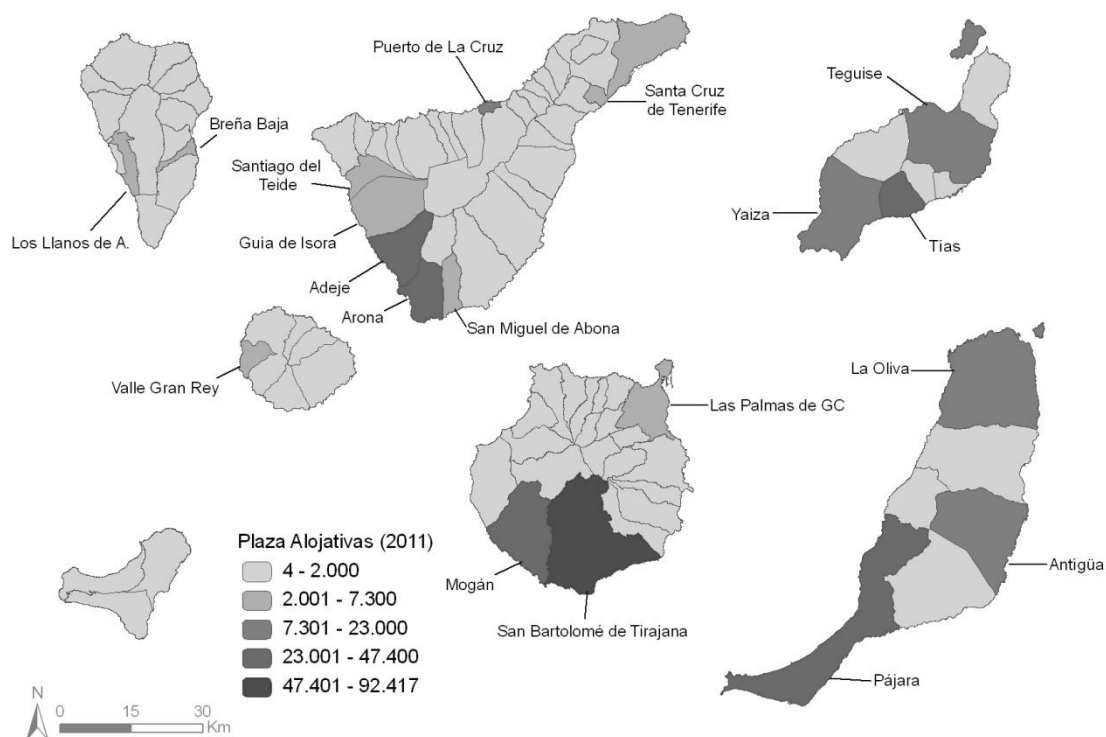 Puerto de La Cruz
Santa Cruz
de Tenerife
Teguise
Breña Baja
Santiago del
Teide
Los Llanos de A.
Guía de Isora
Yaiza
Tías
Adeje
Arona
San Miguel de Abona
Valle Gran Rey
La Oliva
Las Palmas de GC
Plaza Alojativas (2011)
4 - 2.000
2.001 - 7.300
7.301 - 23.000
23.001 - 47.400
47.401 - 92.417
Mogán
San Bartolomé de Tirajana
Antigüa
Pájara
N
0 15 30
Km